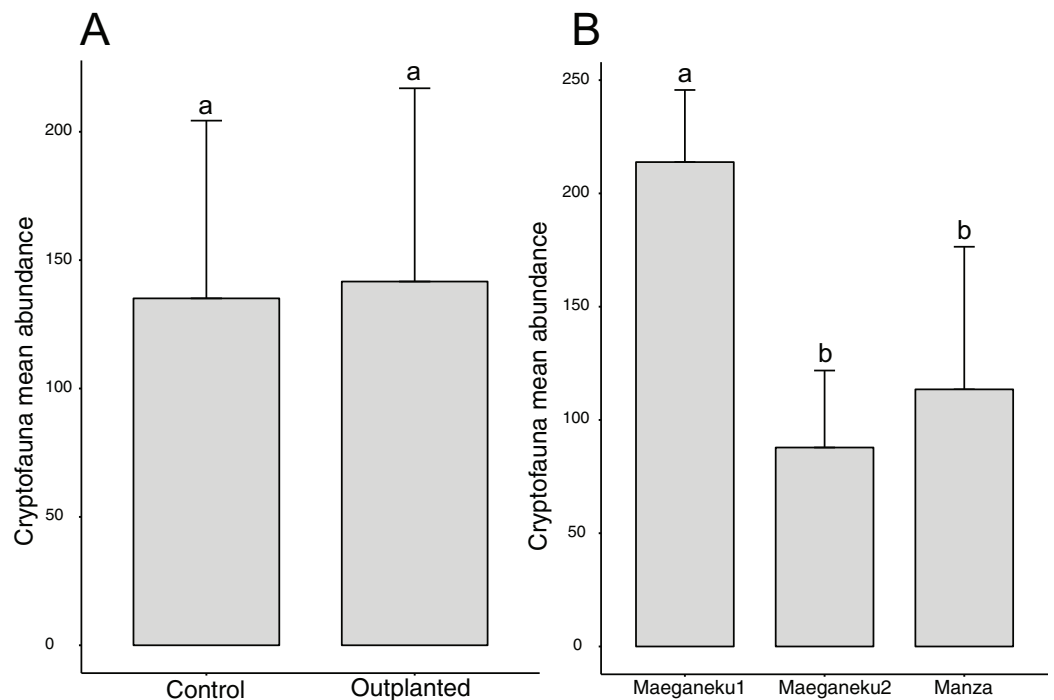 A
Cryptofauna mean abundance
200
150
100
50
0
a
a
Control
Outplanted
B
Cryptofauna mean abundance
250
200
150
100
50
0
a
b
b
Maeganeku1
Maeganeku2
Manza